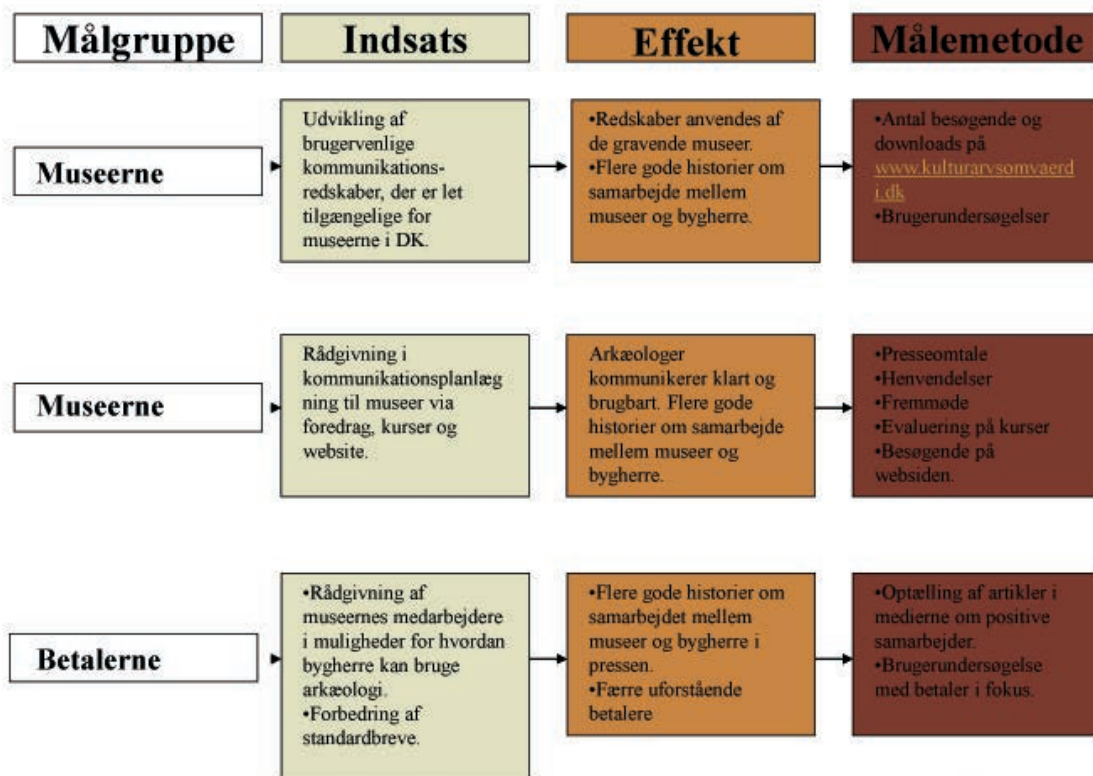 Målgruppe
Indsats
Effekt
Målemetode
Museerne
Udvikling af
brugervenlige
kommunikations-
redskaber, der er let
tilgængelige for
museerne i DK.
•Redskaber anvendes af
de gravende museer.
•Flere gode historier om
samarbejde mellem
museer og bygherre.
•Antal besøgende og
downloads på
www.kulturarvsomvaerd
i.dk
•Brugerundersøgelser
Museerne
Rådgivning i
kommunikationsplanlæg
ning til museer via
foredrag, kurser og
website.
Arkæologer
kommunikerer klart og
brugbart. Flere gode
historier om samarbejde
mellem museer og
bygherre.
•Presseomtale
•Henvendelser
•Fremmøde
•Evaluering på kurser
•Besøgende på
websiden.
Betalerne
•Rådgivning af
museernes medarbejdere
i muligheder for hvordan
bygherre kan bruge
arkæologi.
•Forbedring af
standardbreve.
•Flere gode historier om
samarbejdet mellem
museer og bygherre i
pressen.
•Færre uforstående
betalere
•Optælling af artikler i
medierne om positive
samarbejder.
•Brugerundersøgelse
med betaler i fokus.